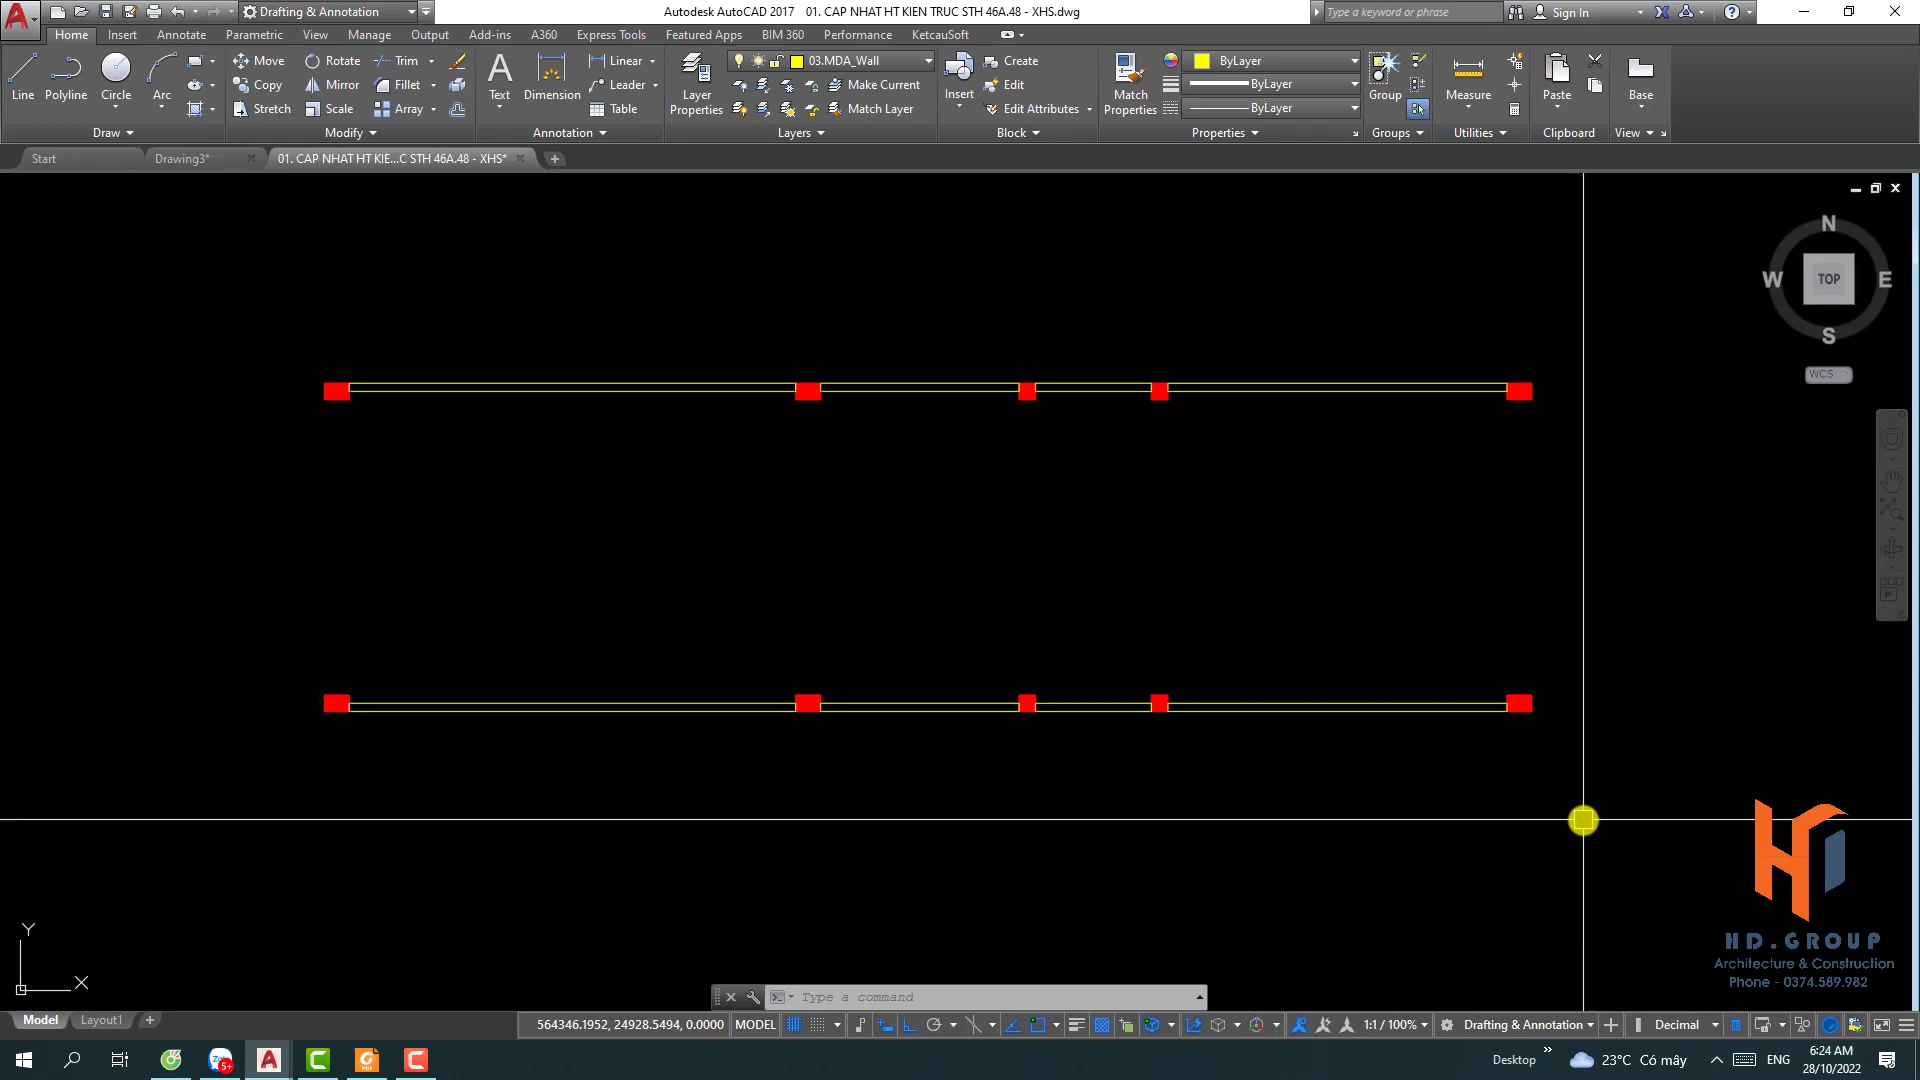 Drafting & Annotation
Autodesk AutoCAD 2017    01. CAP NHAT HT KIEN TRUC STH 46A.48 - XHS.dwg
Type a keyword or phrase
Sign In
Home Insert Annotate Parametric View Manage Output Add-ins A360 Express Tools Featured Apps BIM 360 Performance KetcauSoft
Line Polyline Circle Arc
Draw
Move Rotate Trim
Copy Mirror Fillet
Stretch Scale Array
Modify
Text Dimension
Linear
Leader
Table
Annotation
Layer Properties
03.MDA_Wall
Make Current
Match Layer
Layers
Insert
Create
Edit
Edit Attributes
Block
Match Properties
ByLayer
ByLayer
ByLayer
Properties
Group
Groups
Measure
Utilities
Paste
Clipboard
Base
View
Start Drawing3* 01. CAP NHAT HT KIE...C STH 46A.48 - XHS*
N
W TOP E
S
WCS
Y
X
HD.GROUP
Architecture & Construction
Phone - 0374.589.982
Type a command
Model Layout1
564346.1952, 24928.5494, 0.0000 MODEL 1:1 / 100% Drafting & Annotation Decimal
Zalo
5+
PDF
Desktop
23°C Có mây
ENG
6:24 AM
28/10/2022